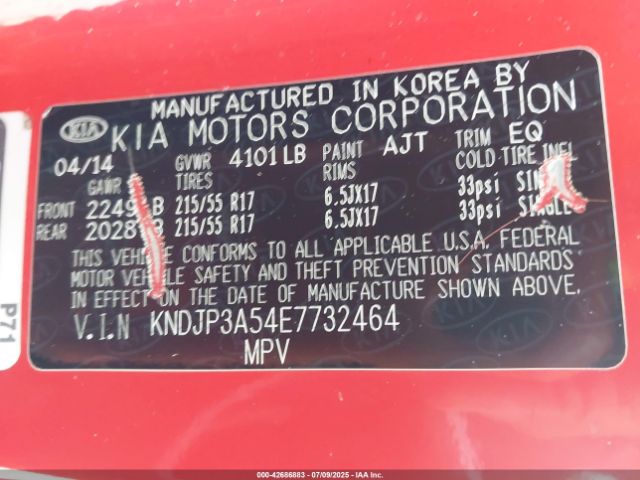 MANUFACTURED IN KOREA BY
KIA KIA MOTORS CORPORATION
04/14 GVWR 4101LB PAINT AJT TRIM EQ
GAWR TIRES RIMS COLD TIRE INFL
FRONT 215/55 R17 6.5JX17 33psi
REAR 215/55 R17 6.5JX17 33psi SINGLE
THIS VEHICLE CONFORMS TO ALL APPLICABLE U.S.A. FEDERAL
MOTOR VEHICLE SAFETY AND THEFT PREVENTION STANDARDS
IN EFFECT ON THE DATE OF MANUFACTURE SHOWN ABOVE.
V.I.N KNDJP3A54E7732464
MPV
P71
000-42686883 - 07/09/2025 - IAA Inc.